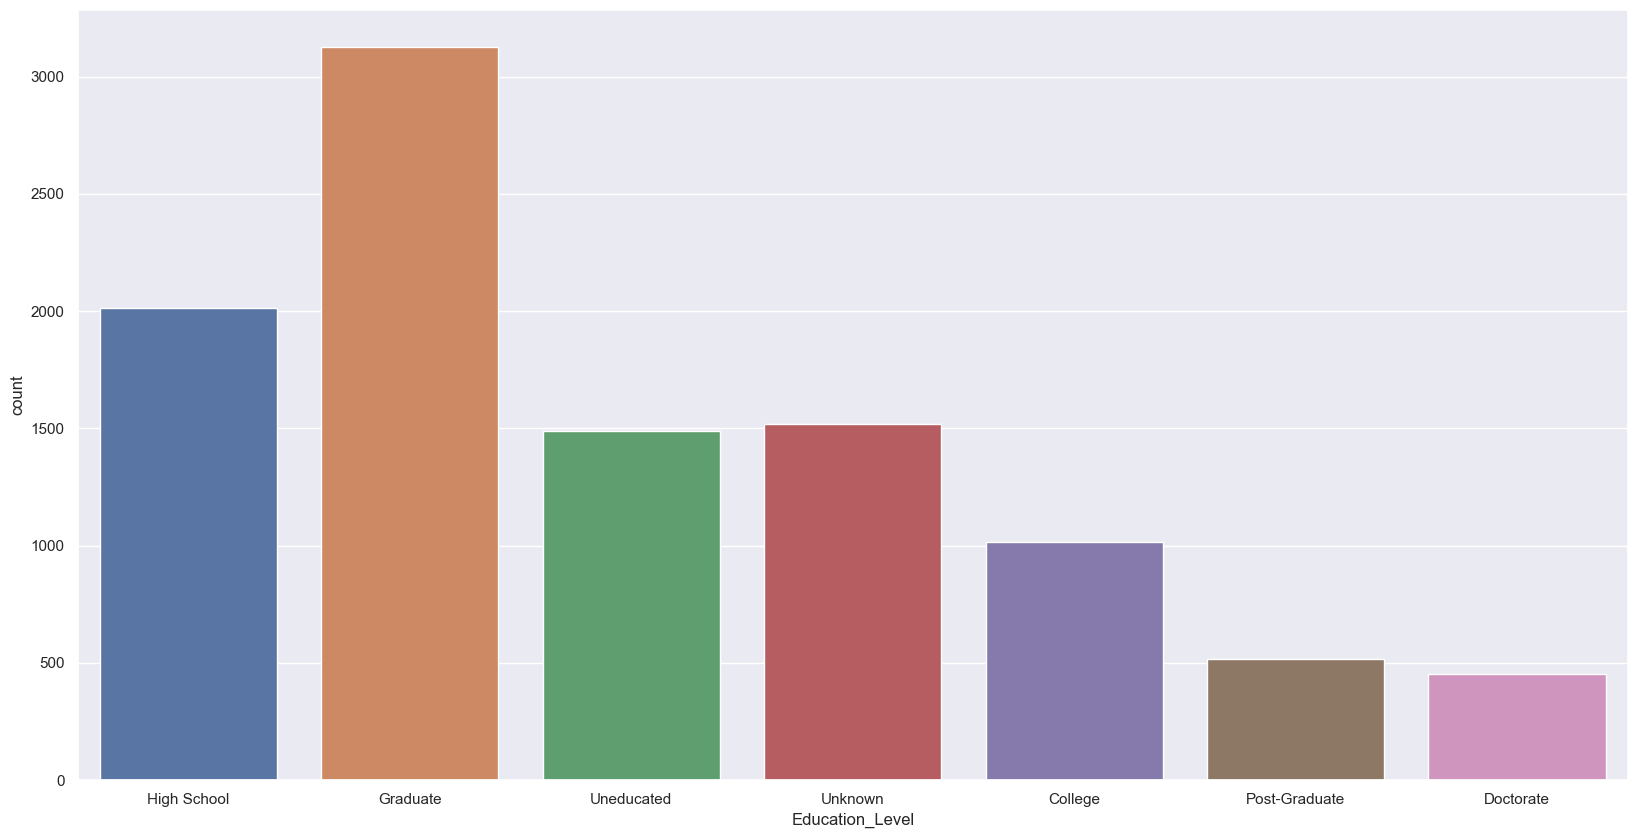 3000
2500
2000
1500
1000
500
0
count
High School Graduate Uneducated Unknown College Post-Graduate Doctorate
Education_Level